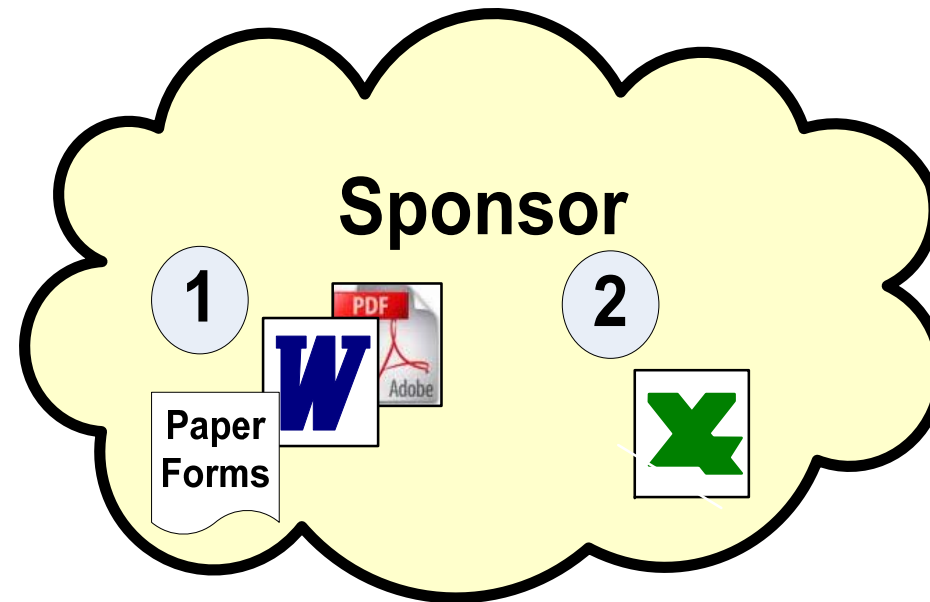 Sponsor
1
2
PDF
W
Adobe
Paper
Forms
X